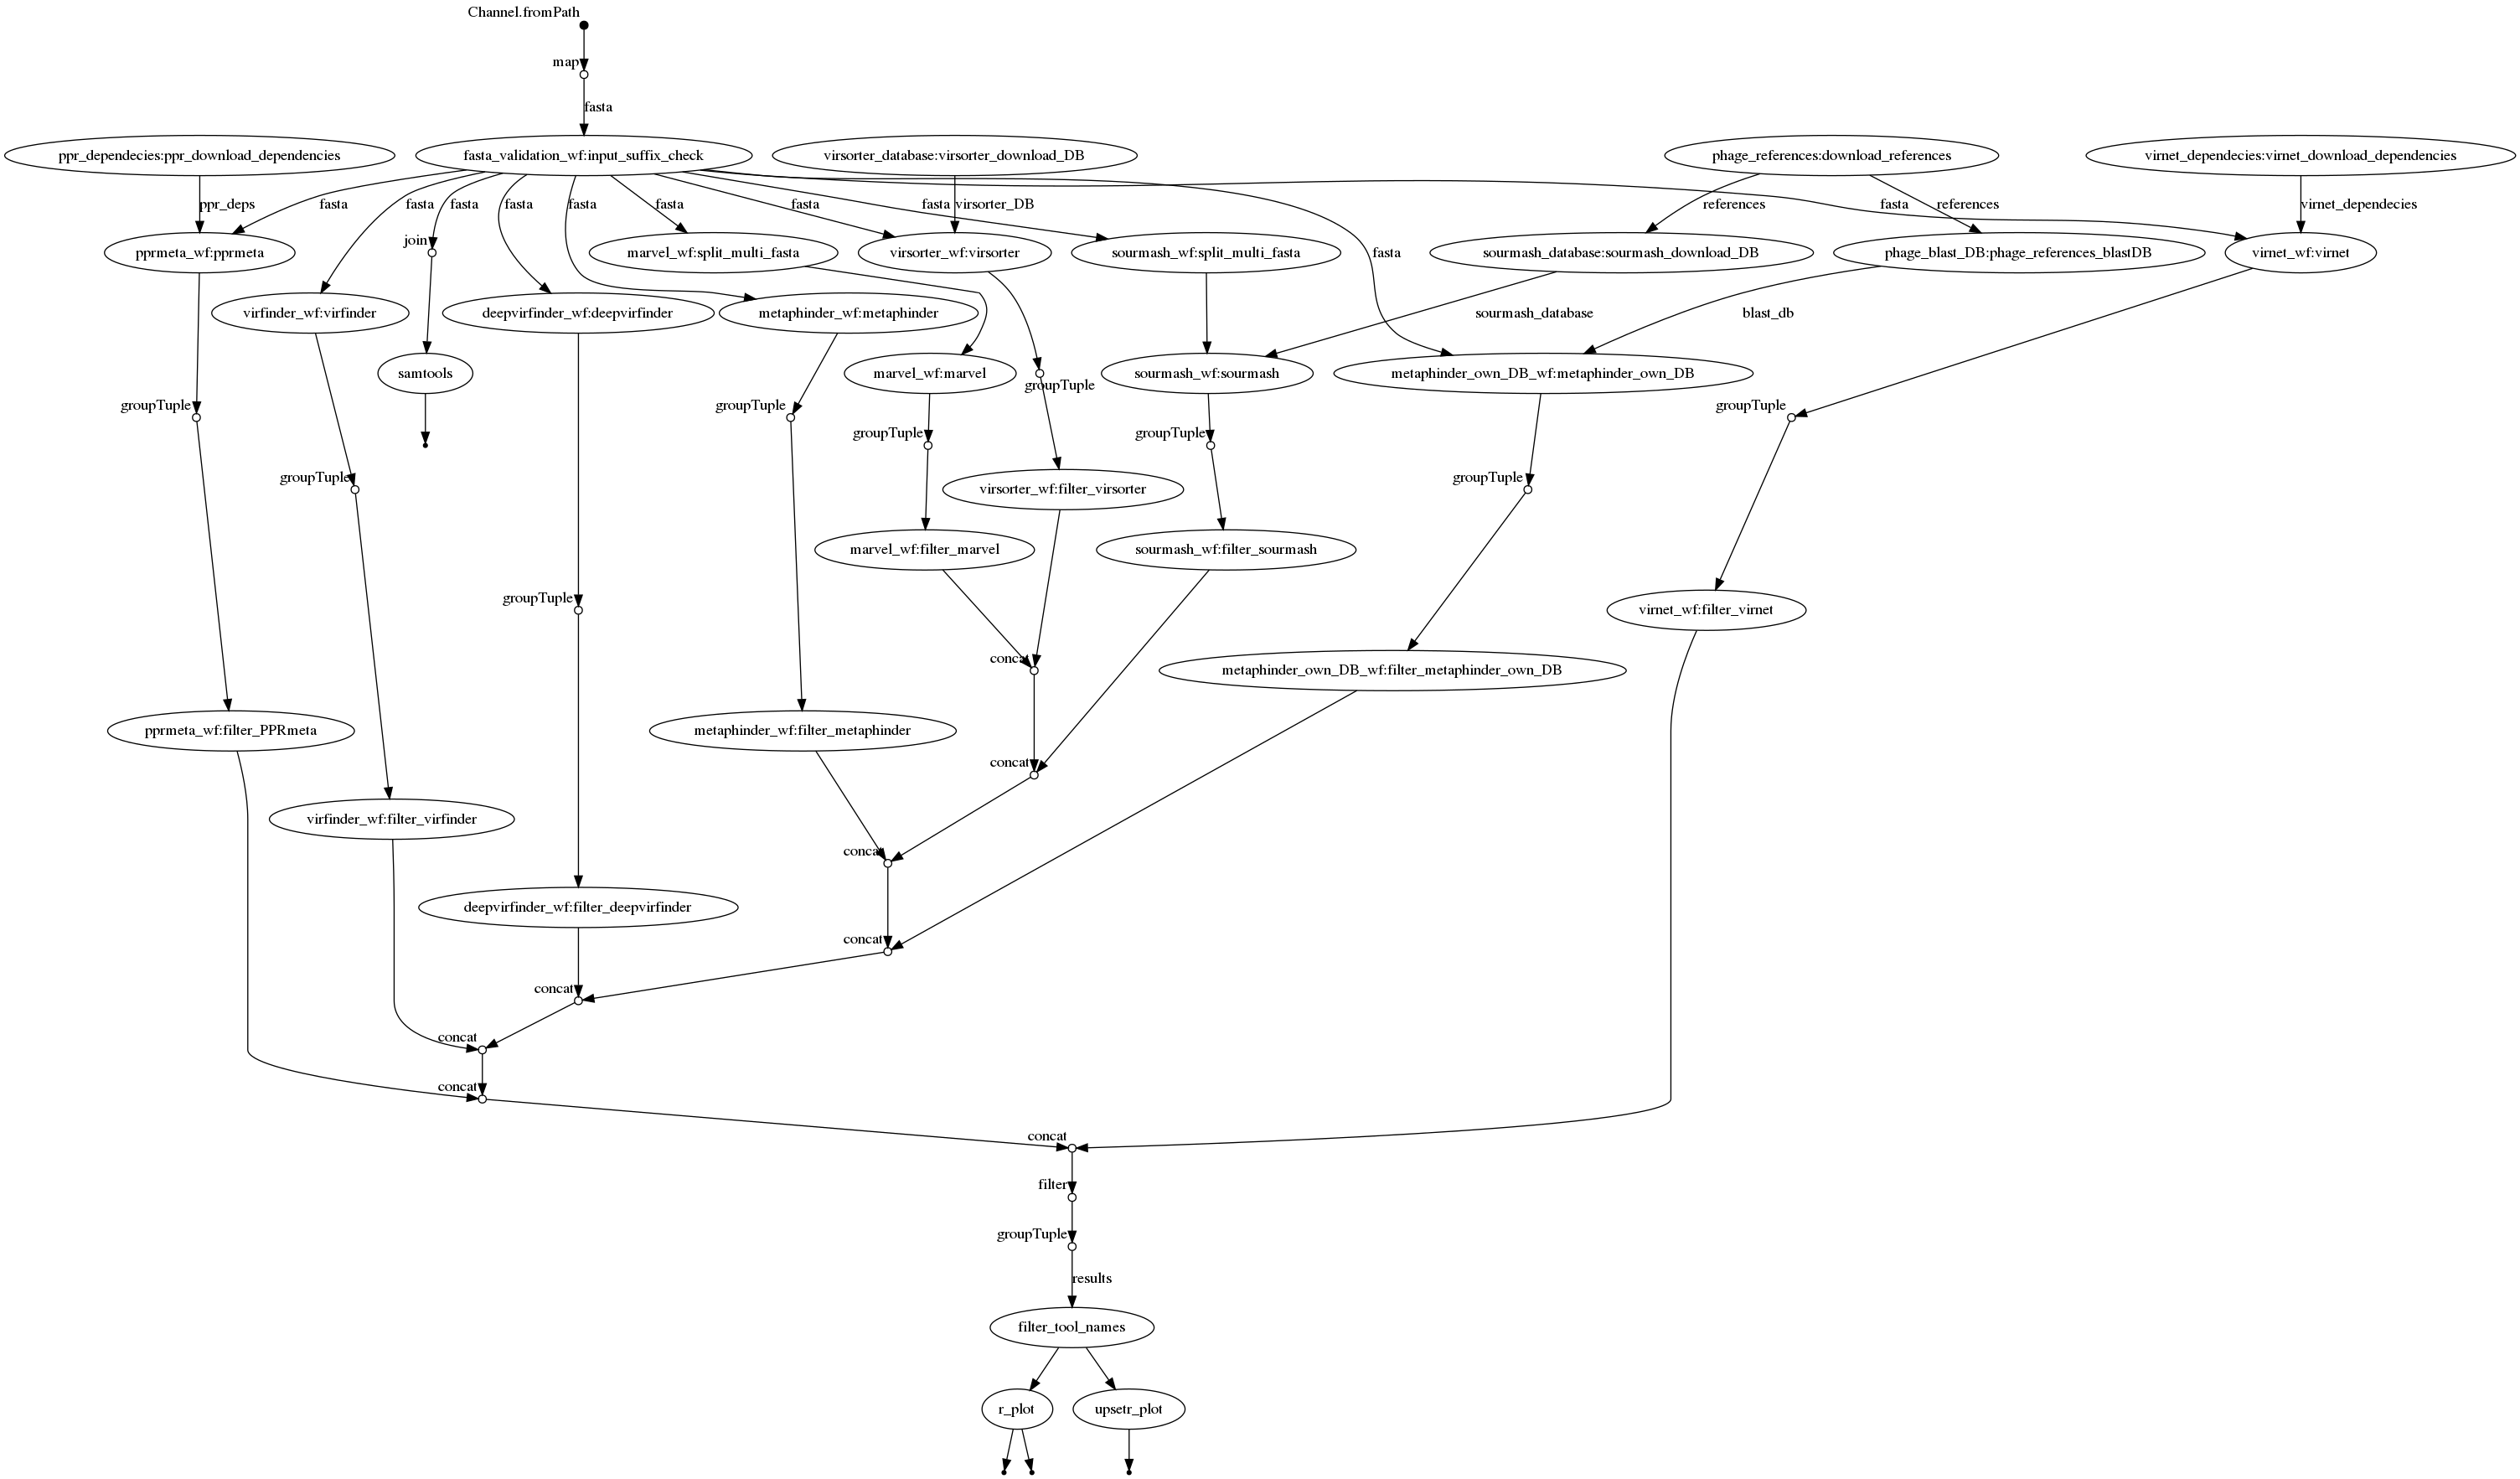 Channel.fromPath
map
fasta
ppr_dependecies:ppr_download_dependencies
fasta_validation_wf:input_suffix_check
virsorter_database:virsorter_download_DB
phage_references:download_references
virnet_dependecies:virnet_download_dependencies
ppr_deps
fasta
fasta
fasta
fasta
fasta
fasta
fasta
fasta
virsorter_DB
references
fasta
references
virnet_dependecies
join
pprmeta_wf:pprmeta
marvel_wf:split_multi_fasta
virsorter_wf:virsorter
sourmash_wf:split_multi_fasta
fasta
sourmash_database:sourmash_download_DB
phage_blast_DB:phage_references_blastDB
virnet_wf:virnet
virfinder_wf:virfinder
deepvirfinder_wf:deepvirfinder
metaphinder_wf:metaphinder
sourmash_database
blast_db
samtools
marvel_wf:marvel
groupTuple
sourmash_wf:sourmash
metaphinder_own_DB_wf:metaphinder_own_DB
groupTuple
groupTuple
groupTuple
groupTuple
groupTuple
groupTuple
groupTuple
virsorter_wf:filter_virsorter
marvel_wf:filter_marvel
sourmash_wf:filter_sourmash
groupTuple
virnet_wf:filter_virnet
concat
metaphinder_own_DB_wf:filter_metaphinder_own_DB
pprmeta_wf:filter_PPRmeta
metaphinder_wf:filter_metaphinder
concat
virfinder_wf:filter_virfinder
concat
deepvirfinder_wf:filter_deepvirfinder
concat
concat
concat
concat
concat
filter
groupTuple
results
filter_tool_names
r_plot
upsetr_plot